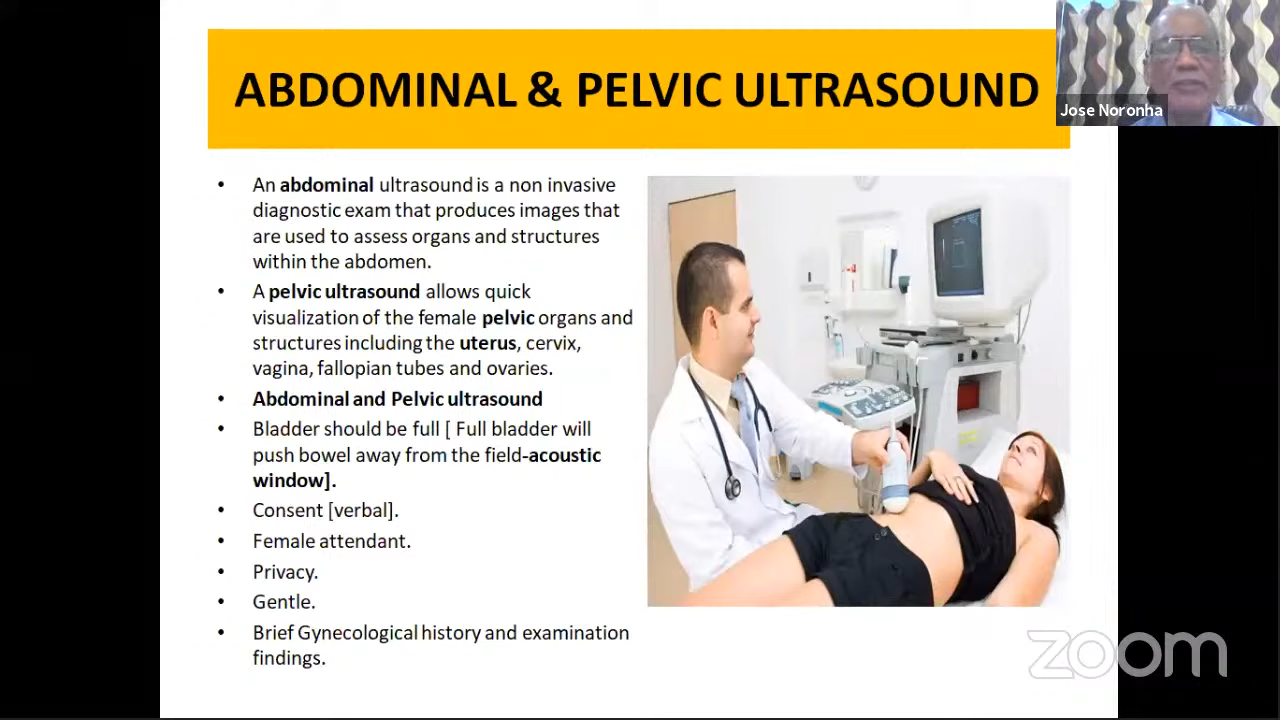 ABDOMINAL & PELVIC ULTRASOUND
Jose Noronha
• An abdominal ultrasound is a non invasive
diagnostic exam that produces images that
are used to assess organs and structures
within the abdomen.
• A pelvic ultrasound allows quick
visualization of the female pelvic organs and
structures including the uterus, cervix,
vagina, fallopian tubes and ovaries.
• Abdominal and Pelvic ultrasound
• Bladder should be full [ Full bladder will
push bowel away from the field-acoustic
window].
• Consent [verbal].
• Female attendant.
• Privacy.
• Gentle.
• Brief Gynecological history and examination
findings.
zoom